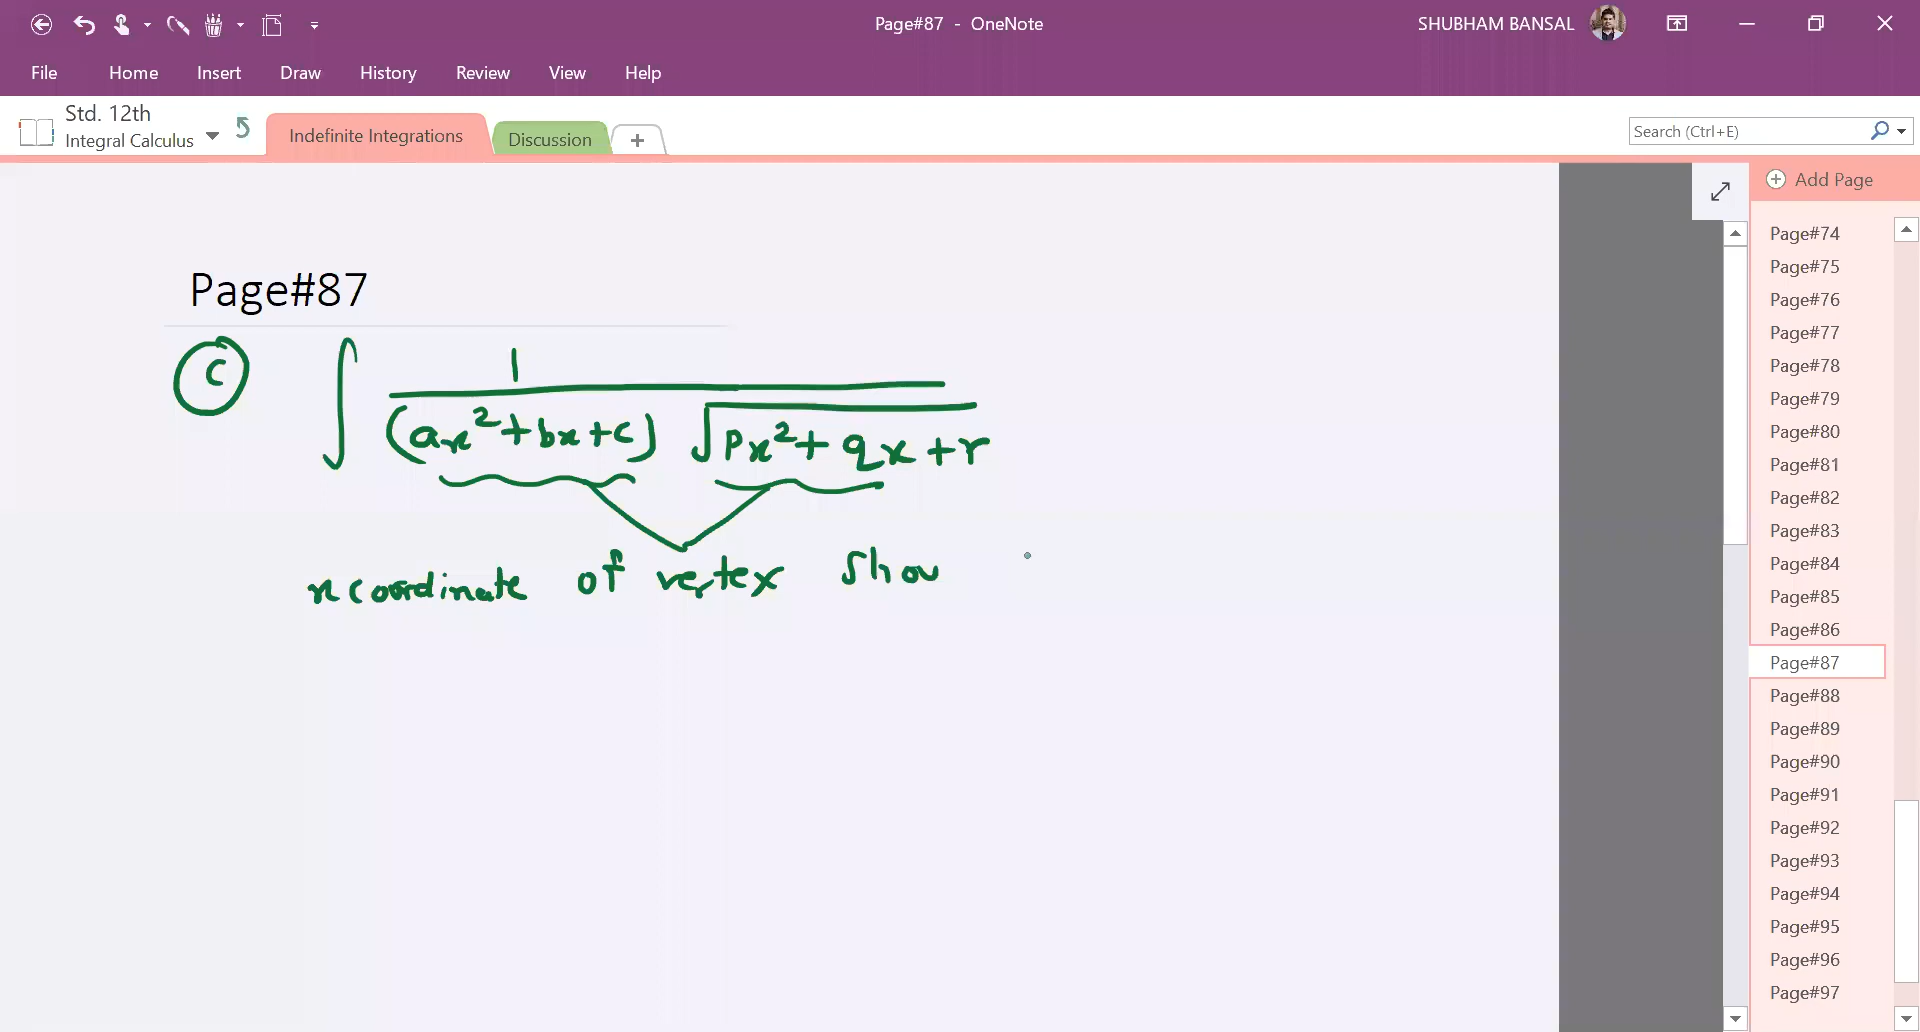 Page#87 - OneNote
SHUBHAM BANSAL
File Home Insert Draw History Review View Help
Std. 12th
Integral Calculus
Indefinite Integrations
Discussion
+
Search (Ctrl+E)
Add Page
Page#87
C
∫ 1 / (ax²+bx+c) √px²+qx+r
x coordinate of vertex shou
Page#74
Page#75
Page#76
Page#77
Page#78
Page#79
Page#80
Page#81
Page#82
Page#83
Page#84
Page#85
Page#86
Page#87
Page#88
Page#89
Page#90
Page#91
Page#92
Page#93
Page#94
Page#95
Page#96
Page#97